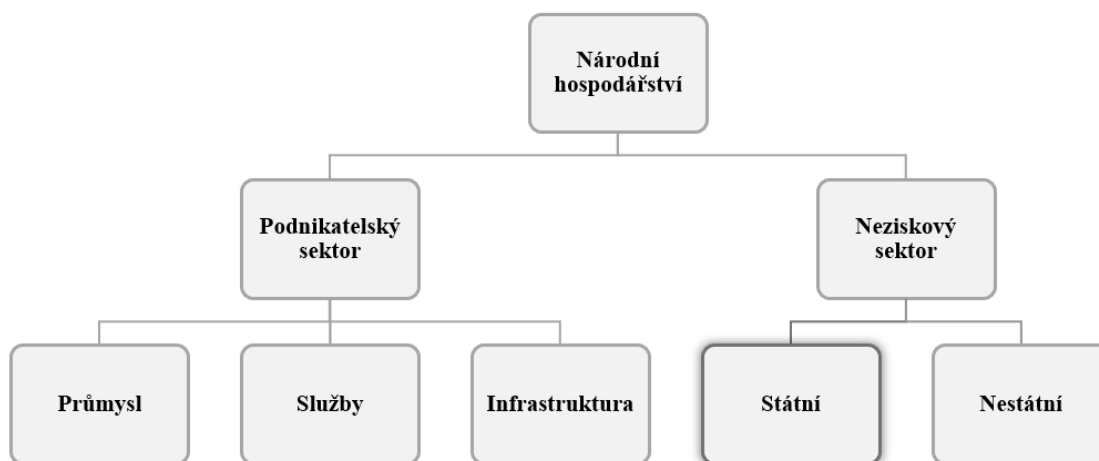 Národní
hospodářství
Podnikatelský
sektor
Neziskový
sektor
Průmysl
Služby
Infrastruktura
Státní
Nestátní